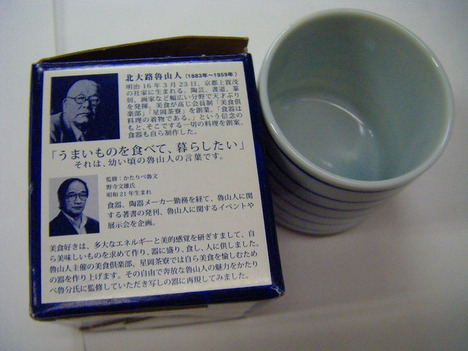 北大路魯山人（1883年～1959年）
明治16年3月23日、京都上賀茂
の社家に生まれる。陶芸、書道、篆
刻、画家など幅広い分野で天才ぶり
を発揮。美食が高じ会員制「美食倶
楽部」「星岡茶寮」を創業。「食器は
料理の着物である。」という信念の
もと、そこですべての料理を創業、
食器も自ら制作した。
「うまいものを食べて、暮らしたい」
それは、幼い頃の魯山人の言葉です。
監修：かたりべ魯文
野寺文雄氏
昭和21年生まれ
食器、陶器メーカー勤務を経て、魯山人に関
する著書の発刊、魯山人に関するイベントや
展示会を企画。
美食好きは、多大なエネルギーと美的感覚を研ぎすまして、自
ら美味しいものを求めて作り、器に盛り、食し、人に供しました。
魯山人主催の美食倶楽部、星岡茶寮では自ら美食を愉しむため
の器を作り上げます。その自由で奔放な魯山人の魅力をかたり
べ魯分氏に監修していただき写しの器に再現してみました。